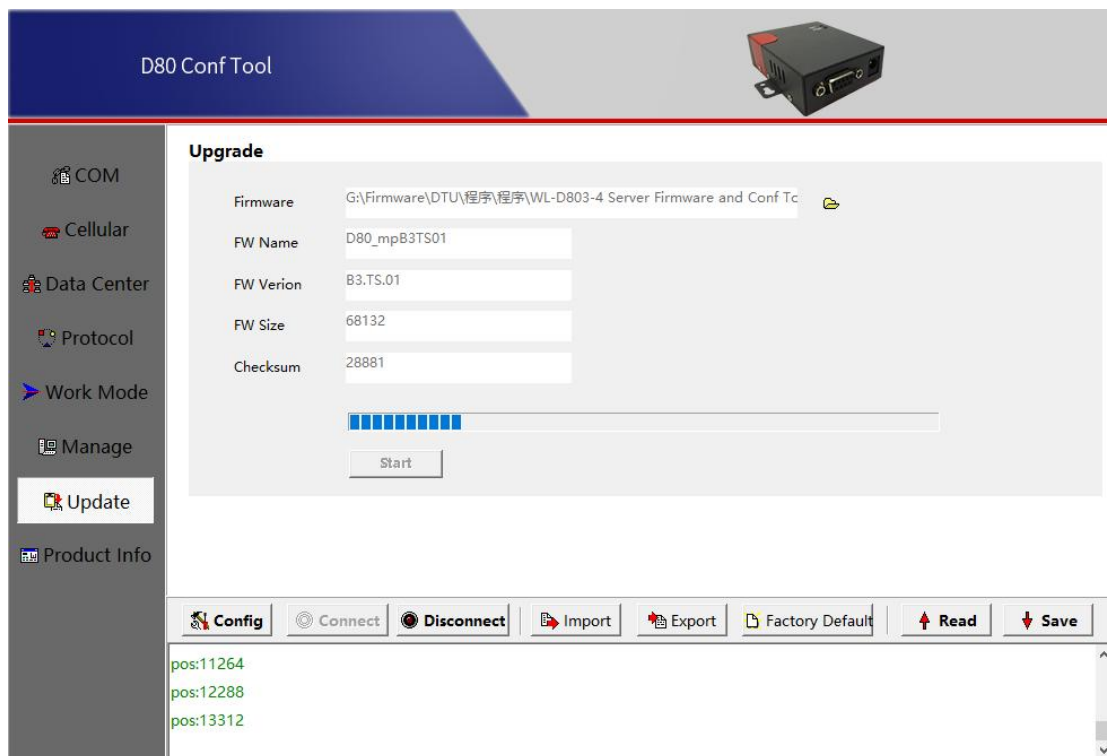 D80 Conf Tool
COM
Cellular
Data Center
Protocol
Work Mode
Manage
Update
Product Info
Upgrade
Firmware G:\Firmware\DTU\程序\程序\WL-D803-4 Server Firmware and Conf Tc
FW Name D80_mpB3TS01
FW Verion B3.TS.01
FW Size 68132
Checksum 28881
Start
Config Connect Disconnect Import Export Factory Default Read Save
pos:11264
pos:12288
pos:13312